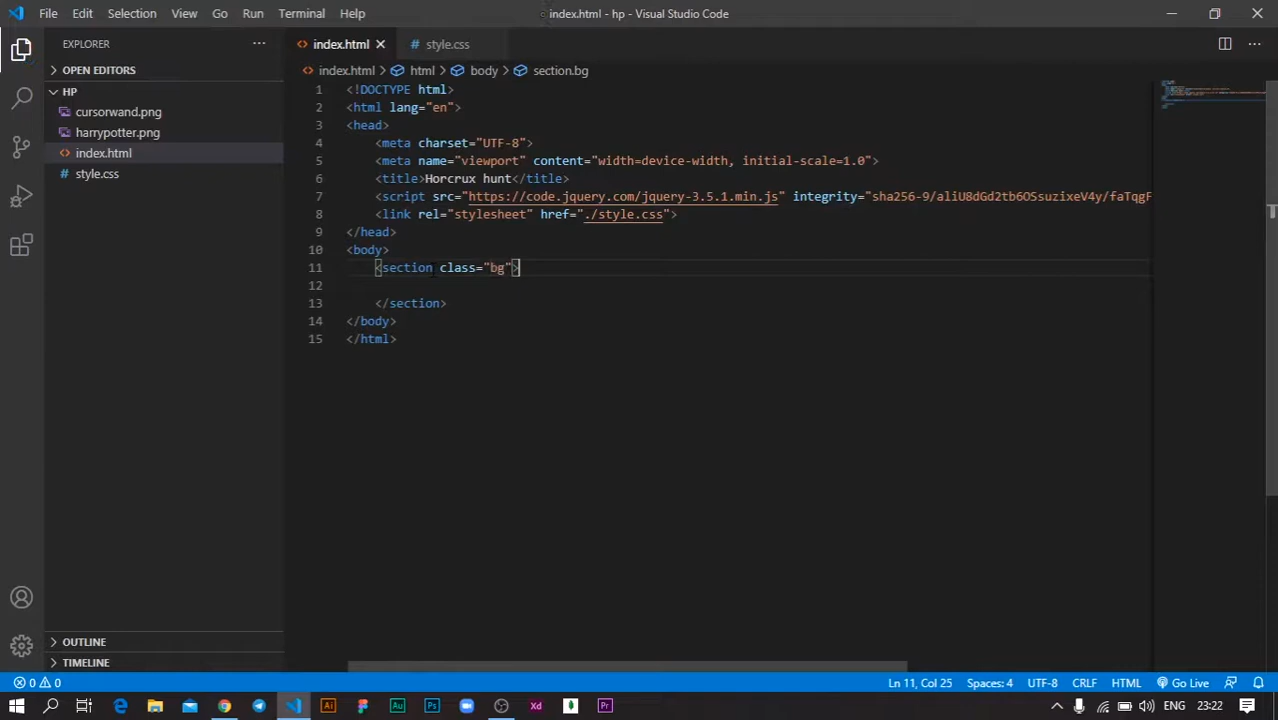 File Edit Selection View Go Run Terminal Help
index.html - hp - Visual Studio Code
EXPLORER
index.html
style.css
OPEN EDITORS
index.html > html > body > section.bg
HP
cursorwand.png
harrypotter.png
index.html
style.css
1 <!DOCTYPE html>
2 <html lang="en">
3 <head>
4 <meta charset="UTF-8">
5 <meta name="viewport" content="width=device-width, initial-scale=1.0">
6 <title>Horcrux hunt</title>
7 <script src="https://code.jquery.com/jquery-3.5.1.min.js" integrity="sha256-9/aliU8dGd2tb6OSsuzixeV4y/faTqgF
8 <link rel="stylesheet" href="./style.css">
9 </head>
10 <body>
11 <section class="bg">
12
13 </section>
14 </body>
15 </html>
OUTLINE
TIMELINE
0 0
Ln 11, Col 25 Spaces: 4 UTF-8 CRLF HTML Go Live
Ai Au Ps Xd Pr
ENG 23:22